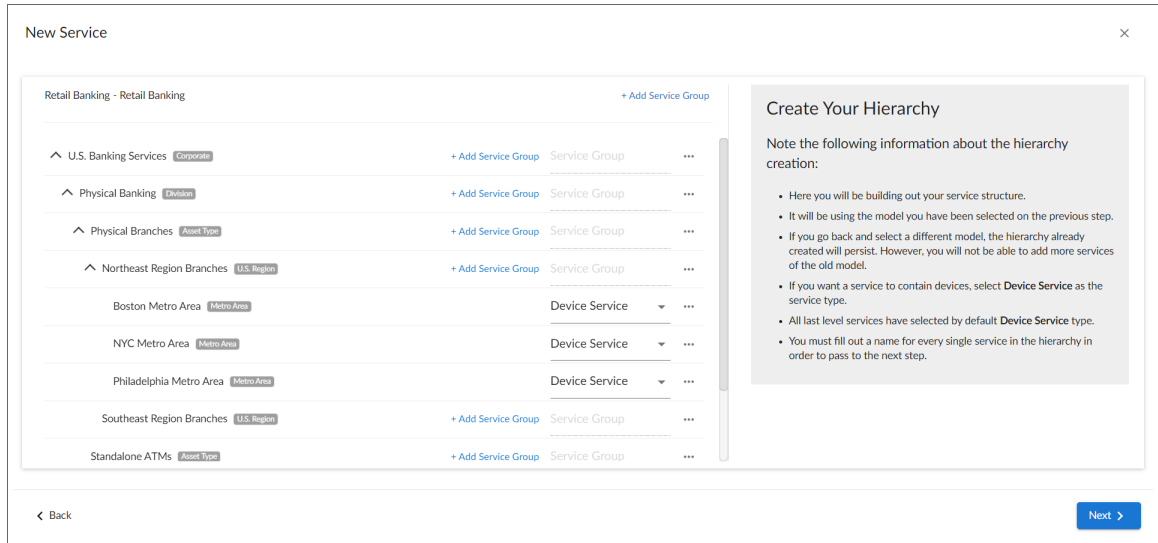 New Service
Retail Banking - Retail Banking
+ Add Service Group
U.S. Banking Services Corporate + Add Service Group Service Group
Physical Banking Division + Add Service Group Service Group
Physical Branches Asset Type + Add Service Group Service Group
Northeast Region Branches U.S. Region + Add Service Group Service Group
Boston Metro Area Metro Area Device Service
NYC Metro Area Metro Area Device Service
Philadelphia Metro Area Metro Area Device Service
Southeast Region Branches U.S. Region + Add Service Group Service Group
Standalone ATMs Asset Type + Add Service Group Service Group
Create Your Hierarchy
Note the following information about the hierarchy
creation:
• Here you will be building out your service structure.
• It will be using the model you have been selected on the previous step.
• If you go back and select a different model, the hierarchy already
created will persist. However, you will not be able to add more services
of the old model.
• If you want a service to contain devices, select Device Service as the
service type.
• All last level services have selected by default Device Service type.
• You must fill out a name for every single service in the hierarchy in
order to pass to the next step.
Back
Next